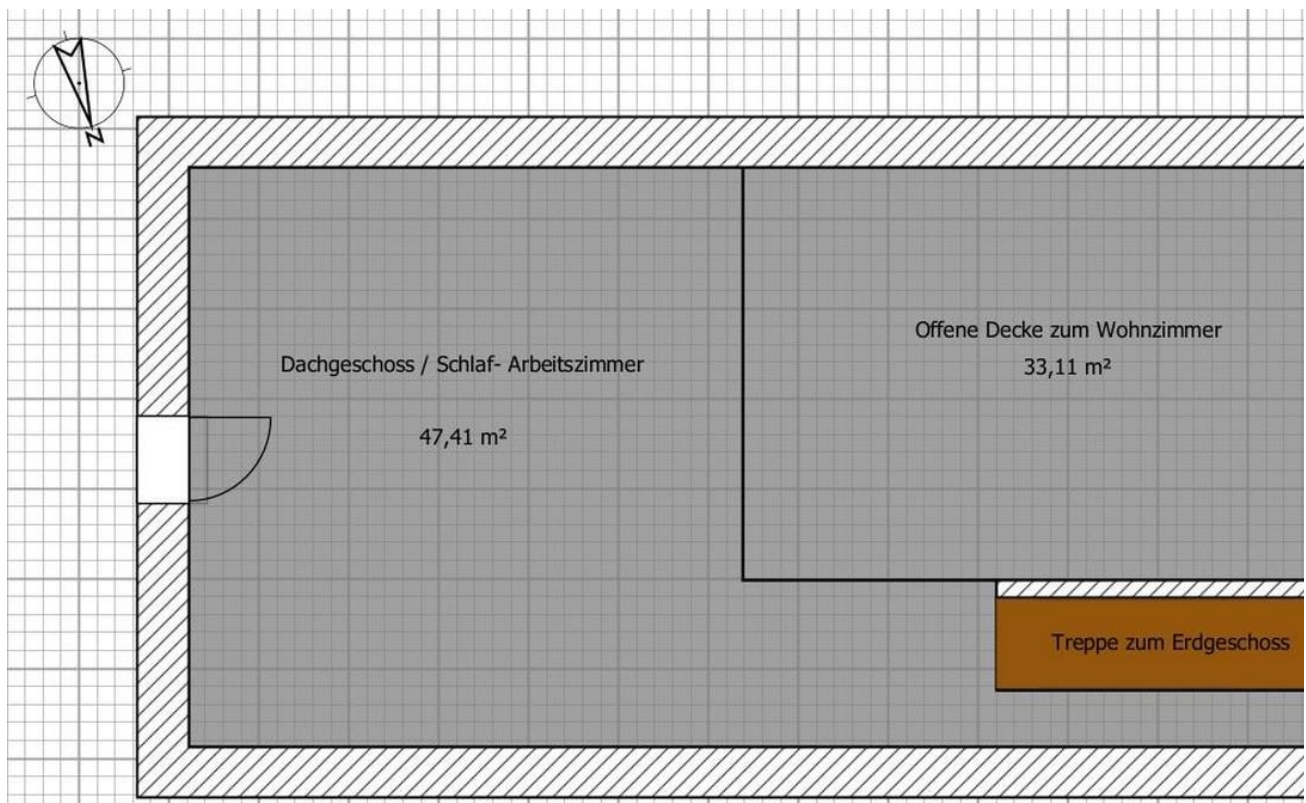 N
Offene Decke zum Wohnzimmer
33,11 m²
Dachgeschoss / Schlaf- Arbeitszimmer
47,41 m²
Treppe zum Erdgeschoss